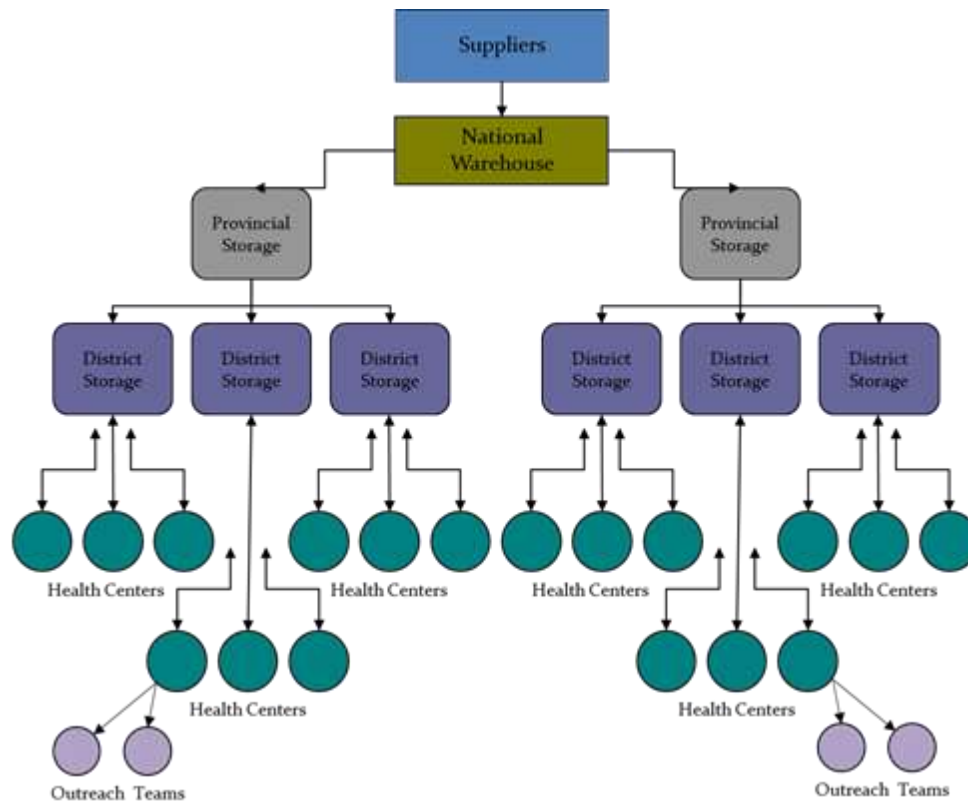 Suppliers
National
Warehouse
Provincial
Storage
Provincial
Storage
District
Storage
District
Storage
District
Storage
District
Storage
District
Storage
District
Storage
Health Centers
Health Centers
Health Centers
Health Centers
Health Centers
Health Centers
Outreach Teams
Outreach Teams